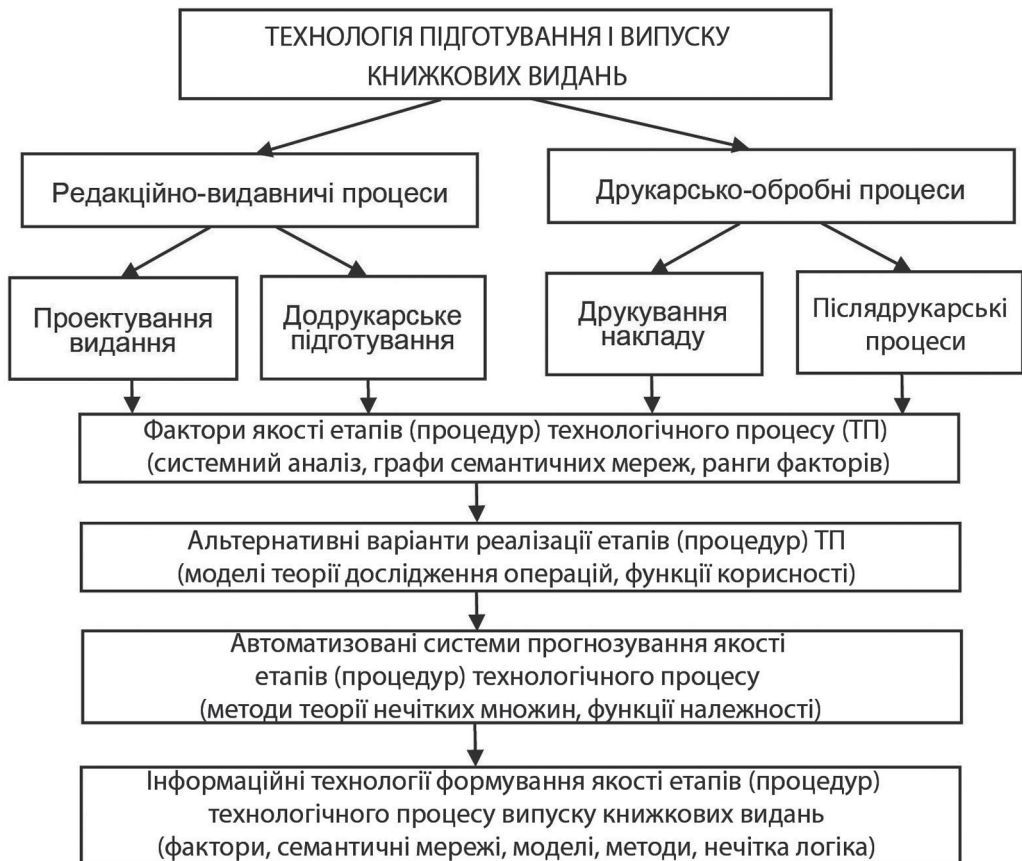 ТЕХНОЛОГІЯ ПІДГОТУВАННЯ І ВИПУСКУ
КНИЖКОВИХ ВИДАНЬ
Редакційно-видавничі процеси
Друкарсько-обробні процеси
Проектування
видання
Додрукарське
підготування
Друкування
накладу
Післядрукарські
процеси
Фактори якості етапів (процедур) технологічного процесу (ТП)
(системний аналіз, графи семантичних мереж, ранги факторів)
Альтернативні варіанти реалізації етапів (процедур) ТП
(моделі теорії дослідження операцій, функції корисності)
Автоматизовані системи прогнозування якості
етапів (процедур) технологічного процесу
(методи теорії нечітких множин, функції належності)
Інформаційні технології формування якості етапів (процедур)
технологічного процесу випуску книжкових видань
(фактори, семантичні мережі, моделі, методи, нечітка логіка)